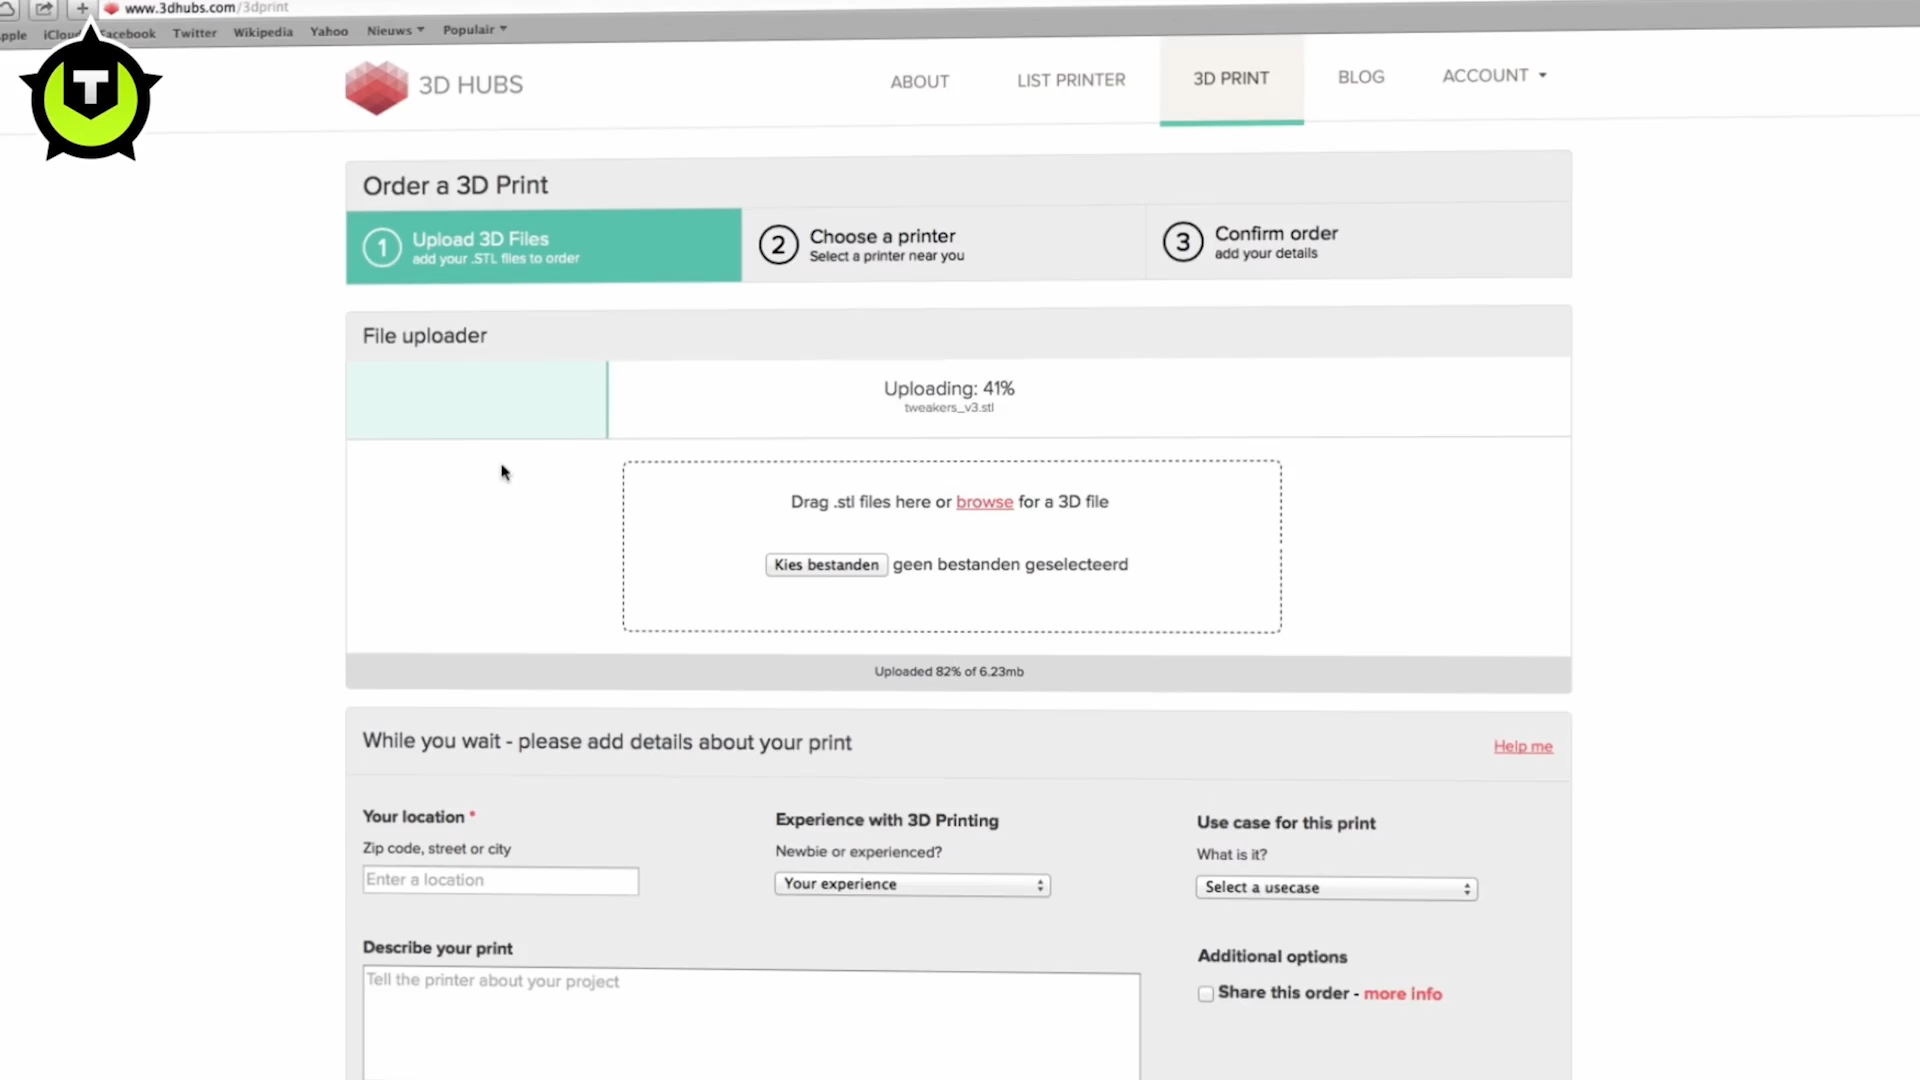 www.3dhubs.com/3dprint
Apple iCloud Facebook Twitter Wikipedia Yahoo Nieuws Populair
T
3D HUBS
ABOUT LIST PRINTER 3D PRINT BLOG ACCOUNT
Order a 3D Print
1 Upload 3D Files
add your .STL files to order
2 Choose a printer
Select a printer near you
3 Confirm order
add your details
File uploader
Uploading: 41%
tweakers_v3.stl
Drag .stl files here or browse for a 3D file
Kies bestanden geen bestanden geselecteerd
Uploaded 82% of 6.23mb
While you wait - please add details about your print
Help me
Your location *
Zip code, street or city
Enter a location
Experience with 3D Printing
Newbie or experienced?
Your experience
Use case for this print
What is it?
Select a usecase
Describe your print
Tell the printer about your project
Additional options
Share this order - more info